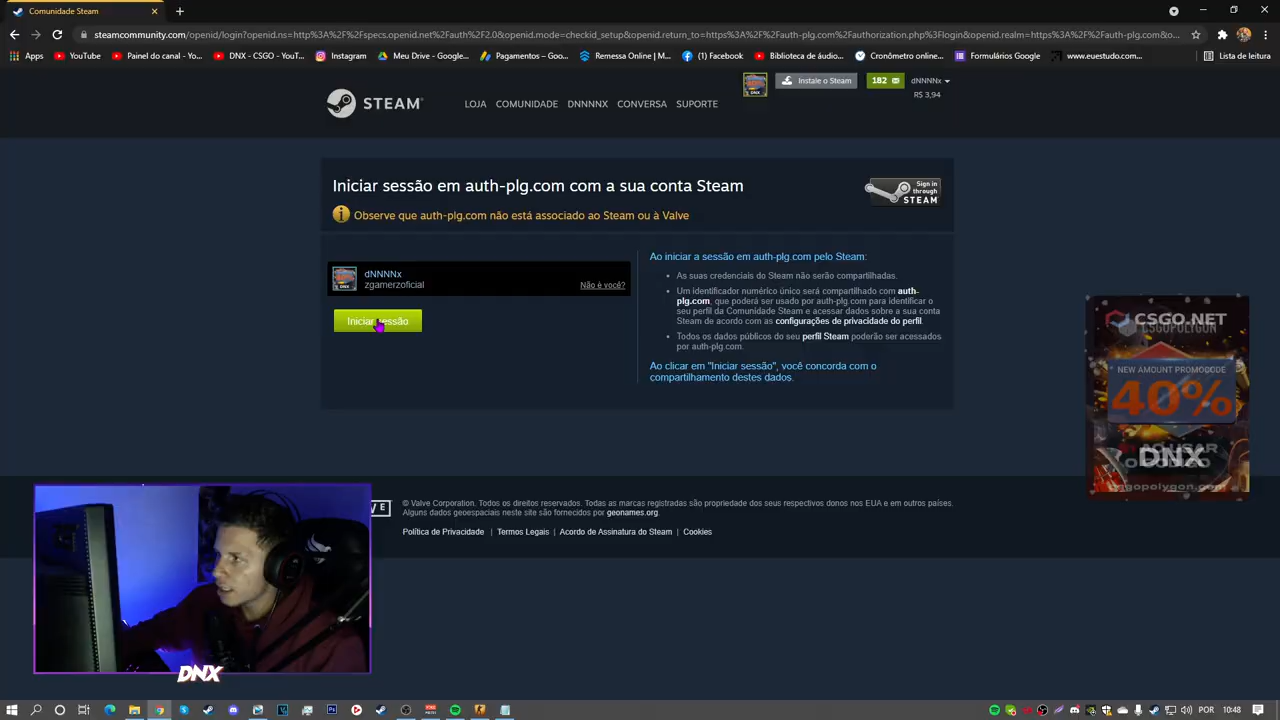 Comunidade Steam
steamcommunity.com/openid/login?openid.ns=http%3A%2F%2Fspecs.openid.net%2Fauth%2F2.0&openid.mode=checkid_setup&openid.return_to=https%3A%2F%2Fauth-plg.com%2Fauthorization.php%3Flogin&openid.realm=https%3A%2F%2Fauth-plg.com&o...
Apps
YouTube
Painel do canal - Yo...
DNX - CSGO - YouT...
Instagram
Meu Drive - Google...
Pagamentos – Goo...
Remessa Online | M...
(1) Facebook
Biblioteca de áudio...
Cronômetro online...
Formulários Google
www.euestudo.com...
Lista de leitura
Instale o Steam
182
dNNNNx
R$ 3,94
STEAM
LOJA COMUNIDADE DNNNNX CONVERSA SUPORTE
Iniciar sessão em auth-plg.com com a sua conta Steam
Sign in
through
STEAM
Observe que auth-plg.com não está associado ao Steam ou à Valve
dNNNNx
zgamerzoficial
Não é você?
Iniciar sessão
Ao iniciar a sessão em auth-plg.com pelo Steam:
As suas credenciais do Steam não serão compartilhadas.
Um identificador numérico único será compartilhado com auth-
plg.com, que poderá ser usado por auth-plg.com para identificar o
seu perfil da Comunidade Steam e acessar dados sobre a sua conta
Steam de acordo com as configurações de privacidade do perfil.
Todos os dados públicos do seu perfil Steam poderão ser acessados
por auth-plg.com.
Ao clicar em "Iniciar sessão", você concorda com o
compartilhamento destes dados.
CSGO.NET
NEW AMOUNT PROMOCODE
40%
DNX
csgopolygon.com
© Valve Corporation. Todos os direitos reservados. Todas as marcas registradas são propriedade dos seus respectivos donos nos EUA e em outros países.
Alguns dados geoespaciais neste site são fornecidos por geonames.org.
Política de Privacidade | Termos Legais | Acordo de Assinatura do Steam | Cookies
DNX
POR
10:48